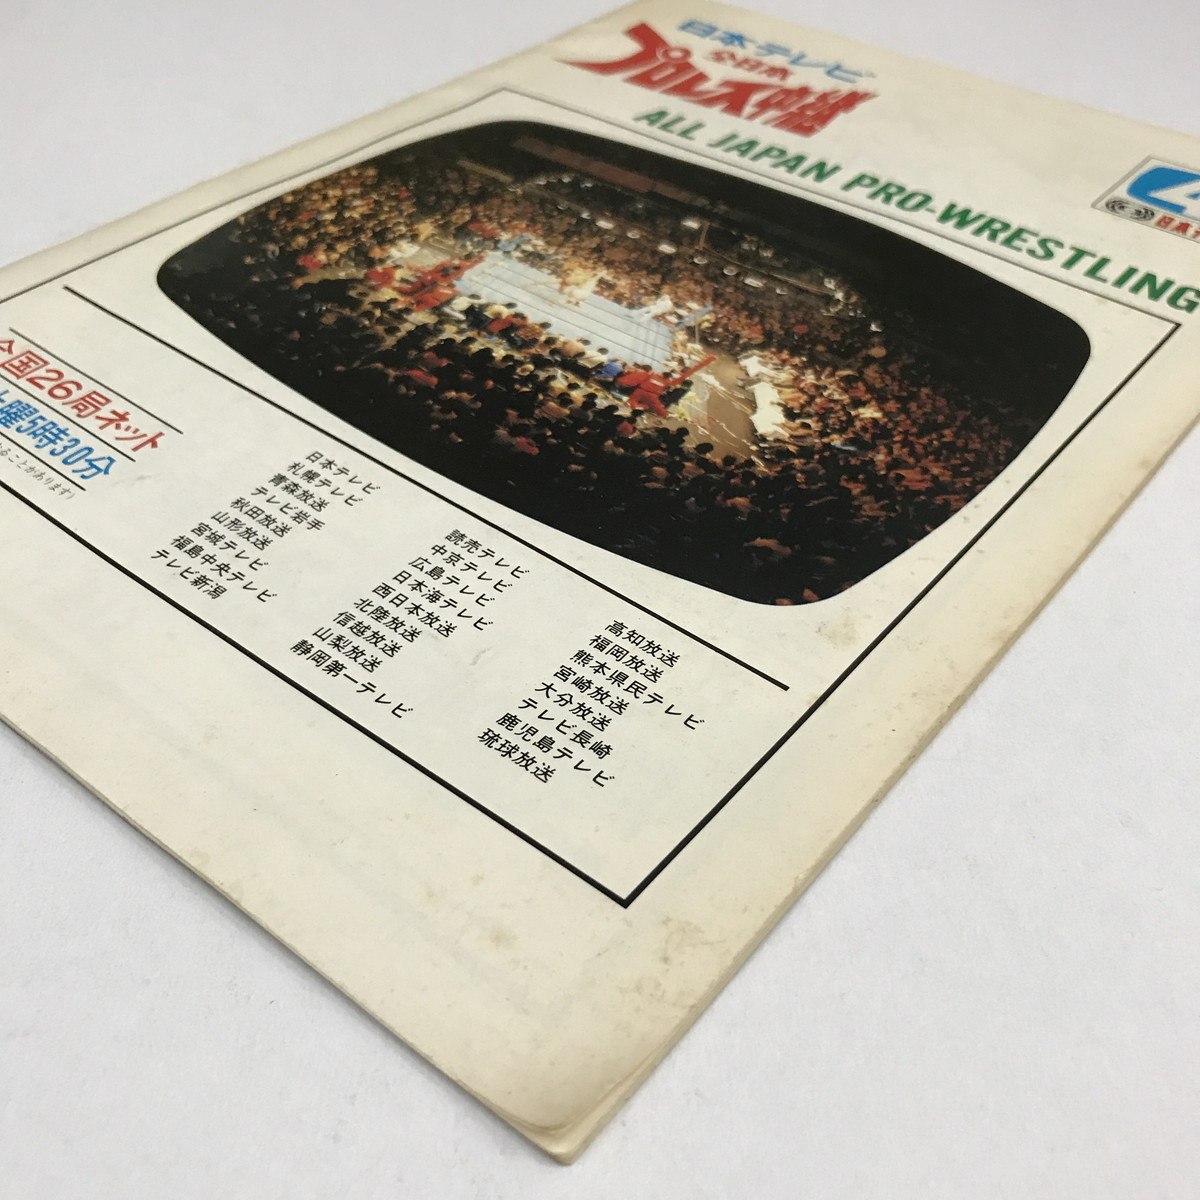 日本テレビ
全日本
プロレス中継
ALL JAPAN PRO-WRESTLING
全国26局ネット
土曜5時30分
ることがあります)
日本テレビ
札幌テレビ
青森放送
テレビ岩手
秋田放送
山形放送
宮城テレビ
福島中央テレビ
テレビ新潟
読売テレビ
中京テレビ
広島テレビ
日本海テレビ
西日本放送
北陸放送
信越放送
山梨放送
静岡第一テレビ
高知放送
福岡放送
熊本県民テレビ
宮崎放送
大分放送
テレビ長崎
鹿児島テレビ
琉球放送